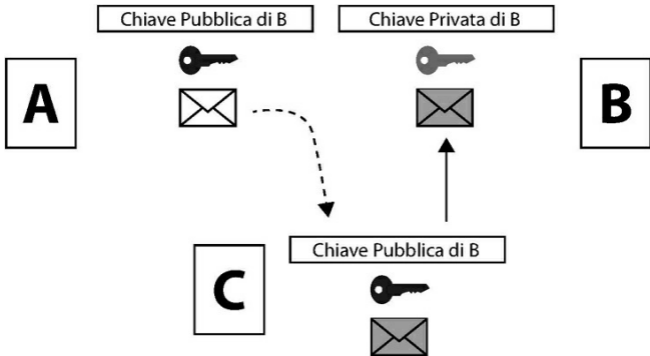 Chiave Pubblica di B
Chiave Privata di B
A
B
Chiave Pubblica di B
C